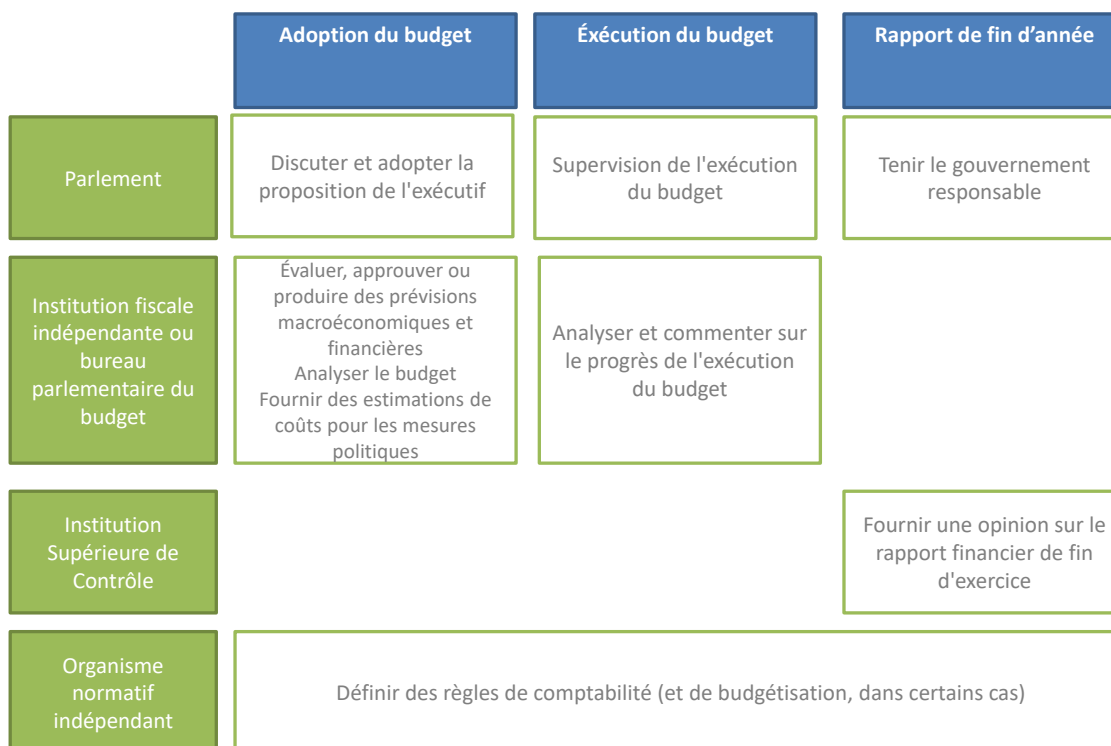 Adoption du budget
Éxécution du budget
Rapport de fin d’année
Parlement
Discuter et adopter la
proposition de l'exécutif
Supervision de l'exécution
du budget
Tenir le gouvernement
responsable
Institution fiscale
indépendante ou
bureau
parlementaire du
budget
Évaluer, approuver ou
produire des prévisions
macroéconomiques et
financières
Analyser le budget
Fournir des estimations de
coûts pour les mesures
politiques
Analyser et commenter sur
le progrès de l'exécution
du budget
Institution
Supérieure de
Contrôle
Fournir une opinion sur le
rapport financier de fin
d'exercice
Organisme
normatif
indépendant
Définir des règles de comptabilité (et de budgétisation, dans certains cas)